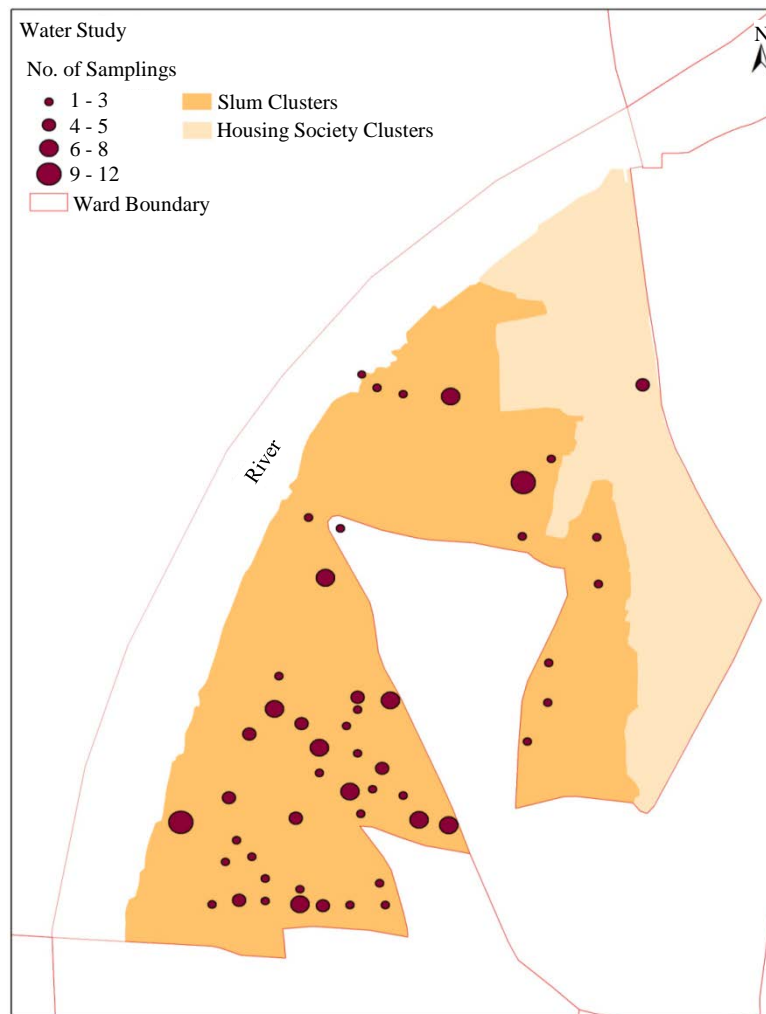 Water Study
N
No. of Samplings
1 - 3
4 - 5
6 - 8
9 - 12
Ward Boundary
Slum Clusters
Housing Society Clusters
River